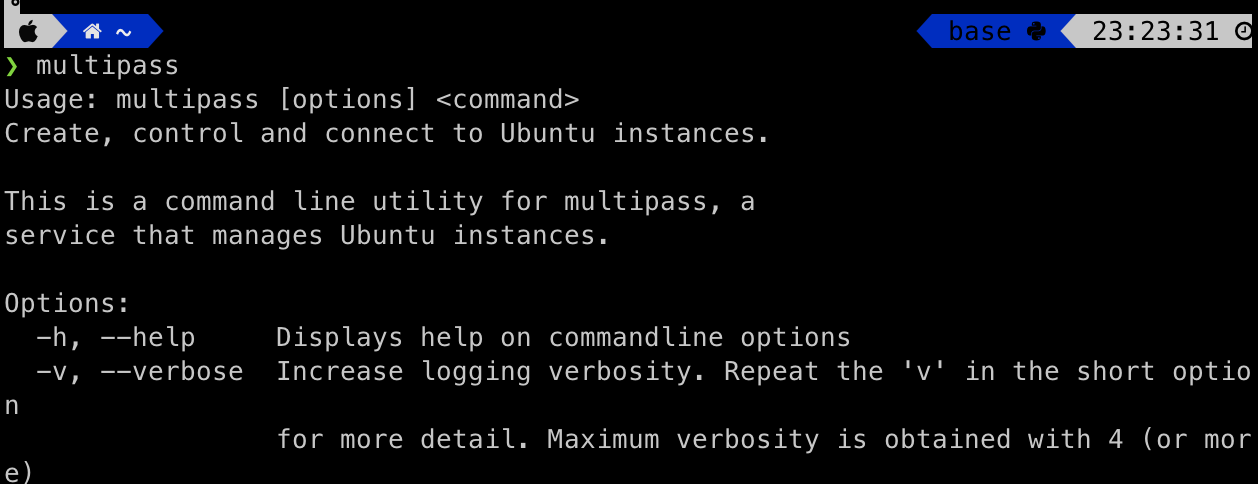 ~ base 23:23:31
❯ multipass
Usage: multipass [options] <command>
Create, control and connect to Ubuntu instances.
This is a command line utility for multipass, a
service that manages Ubuntu instances.
Options:
-h, --help Displays help on commandline options
-v, --verbose Increase logging verbosity. Repeat the 'v' in the short optio
n
for more detail. Maximum verbosity is obtained with 4 (or mor
e)